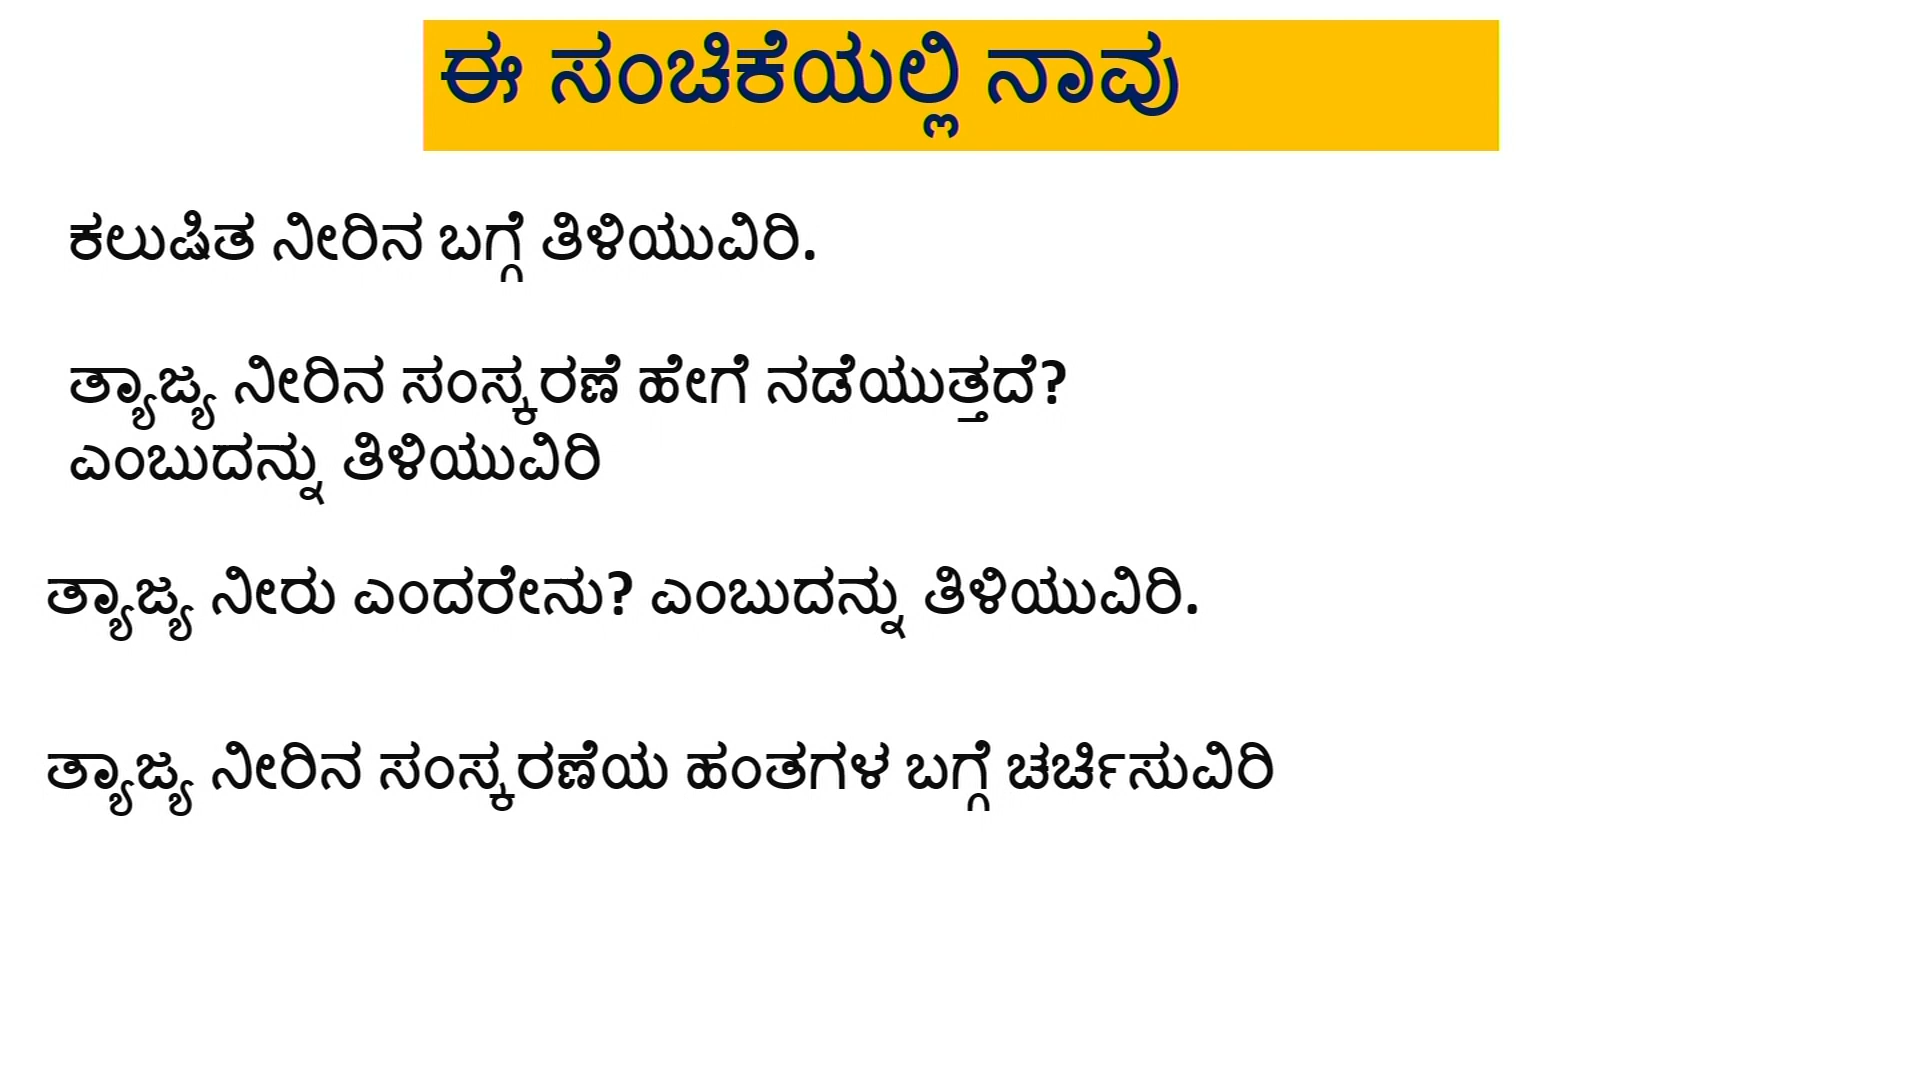 ಈ ಸಂಚಿಕೆಯಲ್ಲಿ ನಾವು
ಕಲುಷಿತ ನೀರಿನ ಬಗ್ಗೆ ತಿಳಿಯುವಿರಿ.
ತ್ಯಾಜ್ಯ ನೀರಿನ ಸಂಸ್ಕರಣೆ ಹೇಗೆ ನಡೆಯುತ್ತದೆ?
ಎಂಬುದನ್ನು ತಿಳಿಯುವಿರಿ
ತ್ಯಾಜ್ಯ ನೀರು ಎಂದರೇನು? ಎಂಬುದನ್ನು ತಿಳಿಯುವಿರಿ.
ತ್ಯಾಜ್ಯ ನೀರಿನ ಸಂಸ್ಕರಣೆಯ ಹಂತಗಳ ಬಗ್ಗೆ ಚರ್ಚಿಸುವಿರಿ